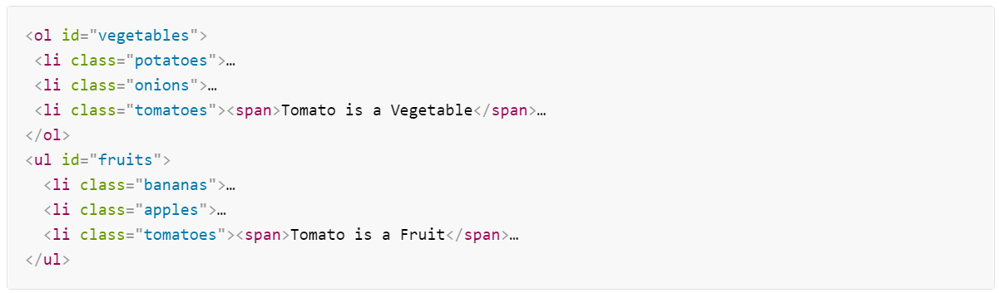 <ol id="vegetables">
<li class="potatoes">…
<li class="onions">…
<li class="tomatoes"><span>Tomato is a Vegetable</span>…
</ol>
<ul id="fruits">
<li class="bananas">…
<li class="apples">…
<li class="tomatoes"><span>Tomato is a Fruit</span>…
</ul>